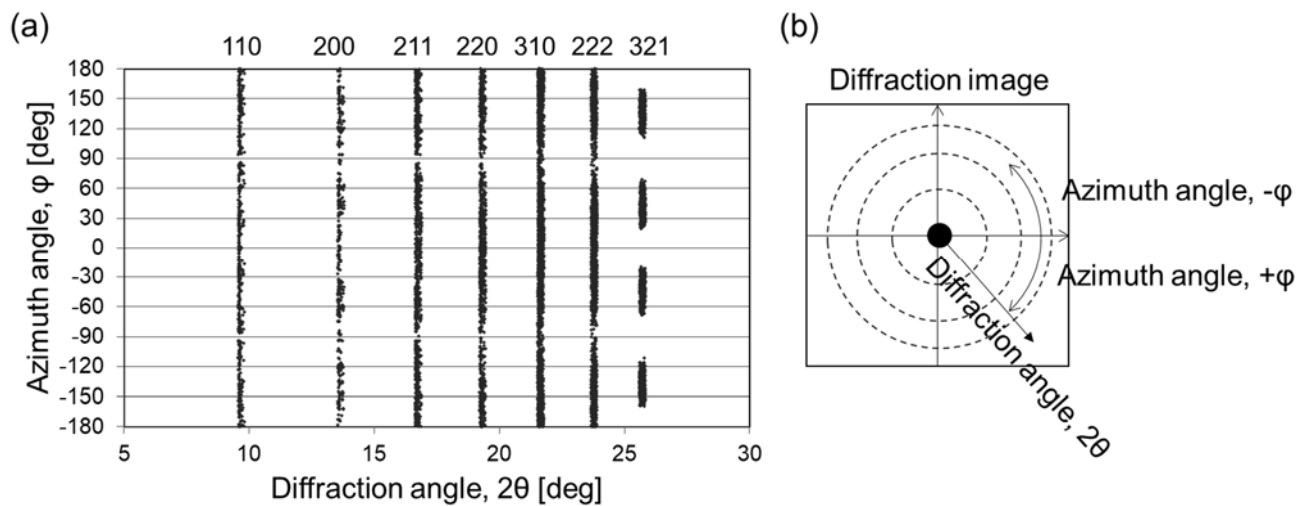 (a)
110 200 211 220 310 222 321
180
150
120
90
60
30
0
-30
-60
-90
-120
-150
-180
Azimuth angle, φ [deg]
5 10 15 20 25 30
Diffraction angle, 2θ [deg]
(b)
Diffraction image
Azimuth angle, -φ
Azimuth angle, +φ
Diffraction angle, 2θ